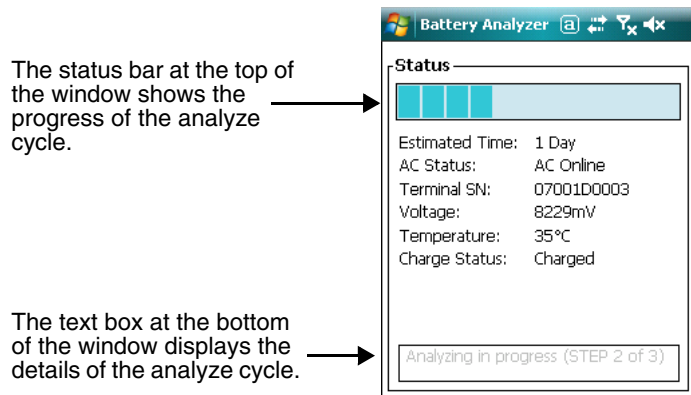 Battery Analyzer a
The status bar at the top of
the window shows the
progress of the analyze
cycle.
Status
Estimated Time: 1 Day
AC Status: AC Online
Terminal SN: 07001D0003
Voltage: 8229mV
Temperature: 35°C
Charge Status: Charged
The text box at the bottom
of the window displays the
details of the analyze cycle.
Analyzing in progress (STEP 2 of 3)